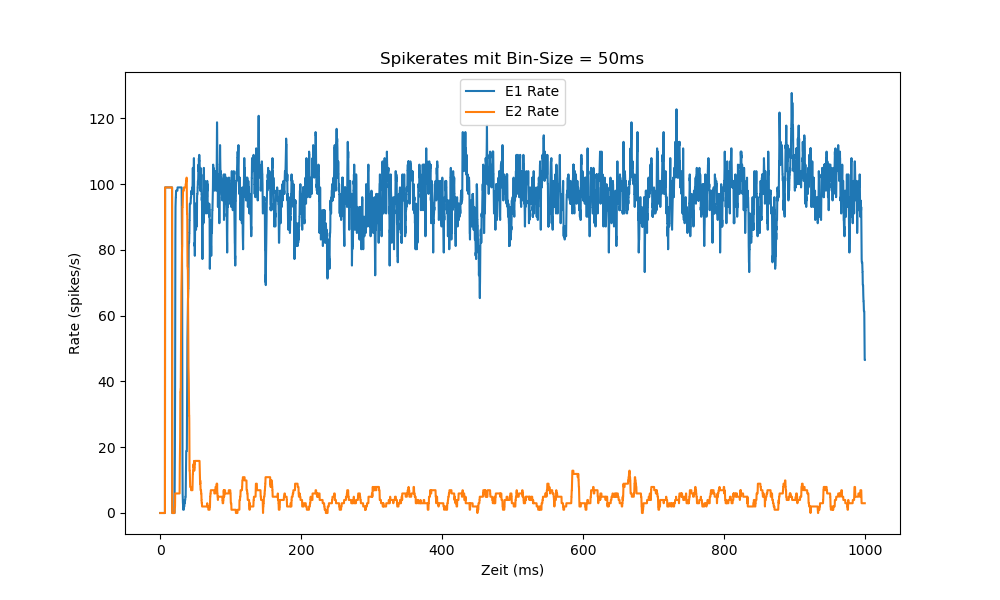 Spikerates mit Bin-Size = 50ms
E1 Rate
E2 Rate
120
100
80
60
40
20
0
Rate (spikes/s)
0 200 400 600 800 1000
Zeit (ms)